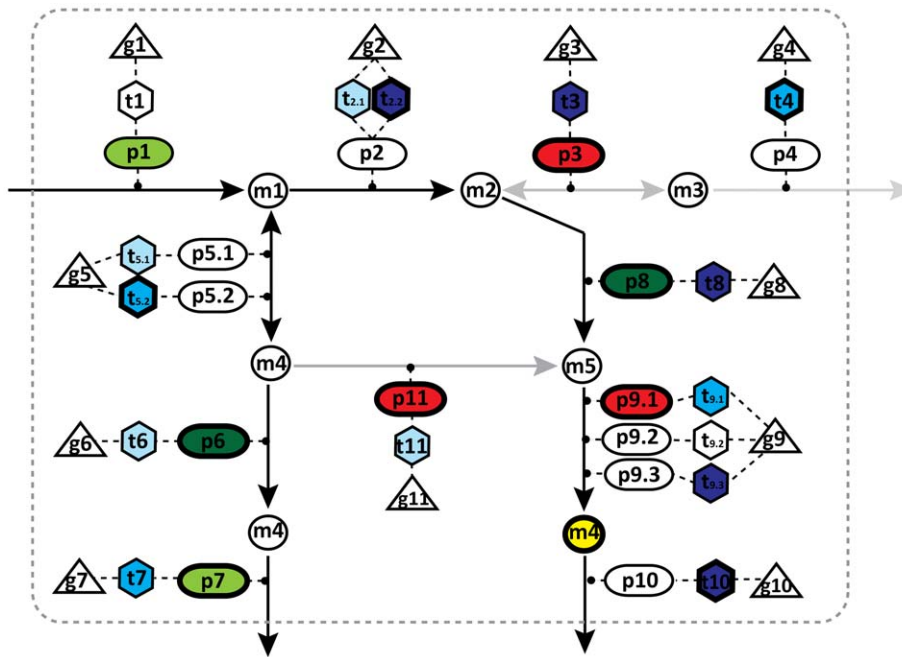 g1 g2 g3 g4
t1 t2.1 t2.2 t3 t4
p1 p2 p3 p4
m1 m2 m3
g5 t5.1 p5.1
t5.2 p5.2
p8 t8 g8
m4 m5
p11 p9.1 t9.1
g6 t6 p6 t11 p9.2 t9.2 g9
p9.3 t9.3
g11
m4 m4
g7 t7 p7 p10 t10 g10